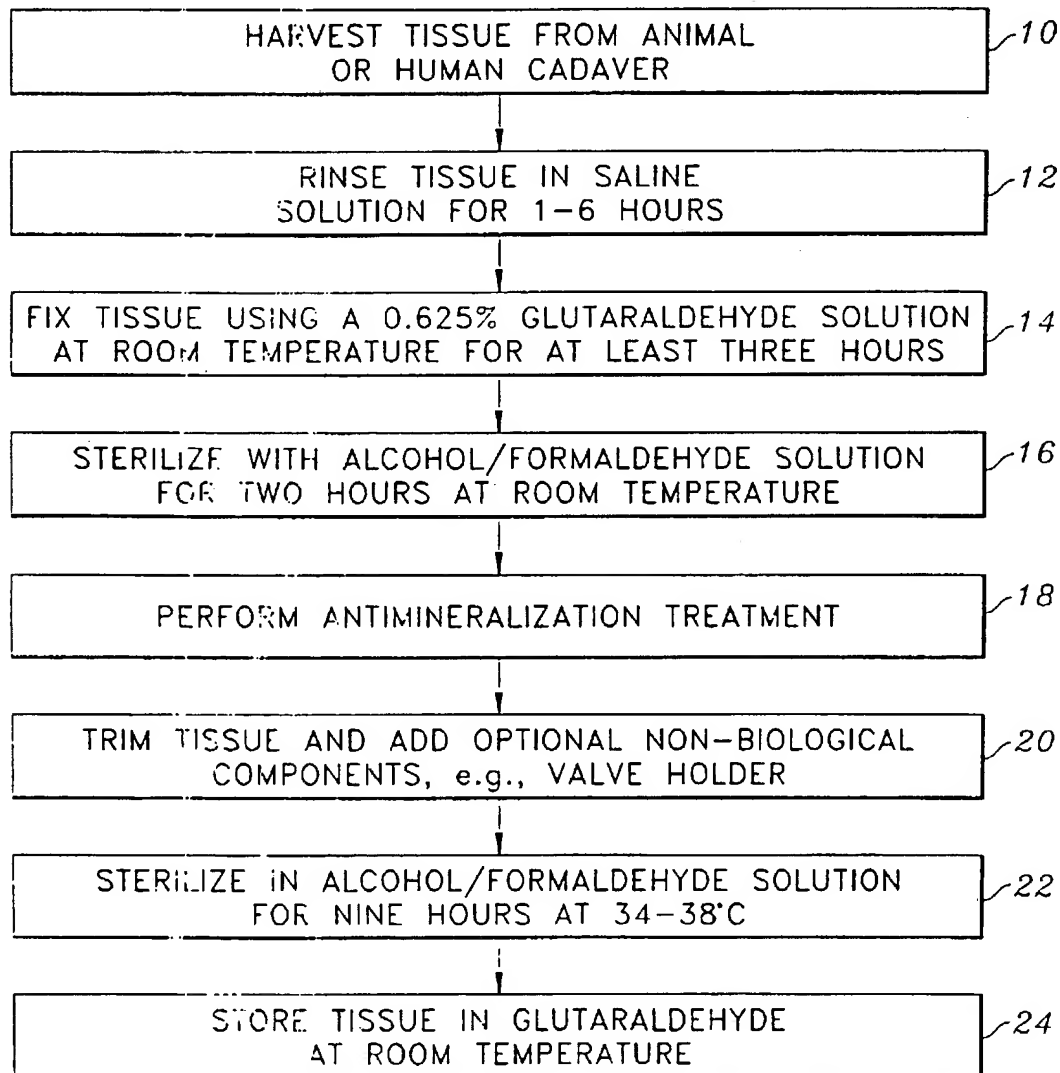 HARVEST TISSUE FROM ANIMAL
OR HUMAN CADAVER
10
RINSE TISSUE IN SALINE
SOLUTION FOR 1-6 HOURS
12
FIX TISSUE USING A 0.625% GLUTARALDEHYDE SOLUTION
AT ROOM TEMPERATURE FOR AT LEAST THREE HOURS
14
STERILIZE WITH ALCOHOL/FORMALDEHYDE SOLUTION
FOR TWO HOURS AT ROOM TEMPERATURE
16
PERFORM ANTIMINERALIZATION TREATMENT
18
TRIM TISSUE AND ADD OPTIONAL NON-BIOLOGICAL
COMPONENTS, e.g., VALVE HOLDER
20
STERILIZE IN ALCOHOL/FORMALDEHYDE SOLUTION
FOR NINE HOURS AT 34-38°C
22
STORE TISSUE IN GLUTARALDEHYDE
AT ROOM TEMPERATURE
24